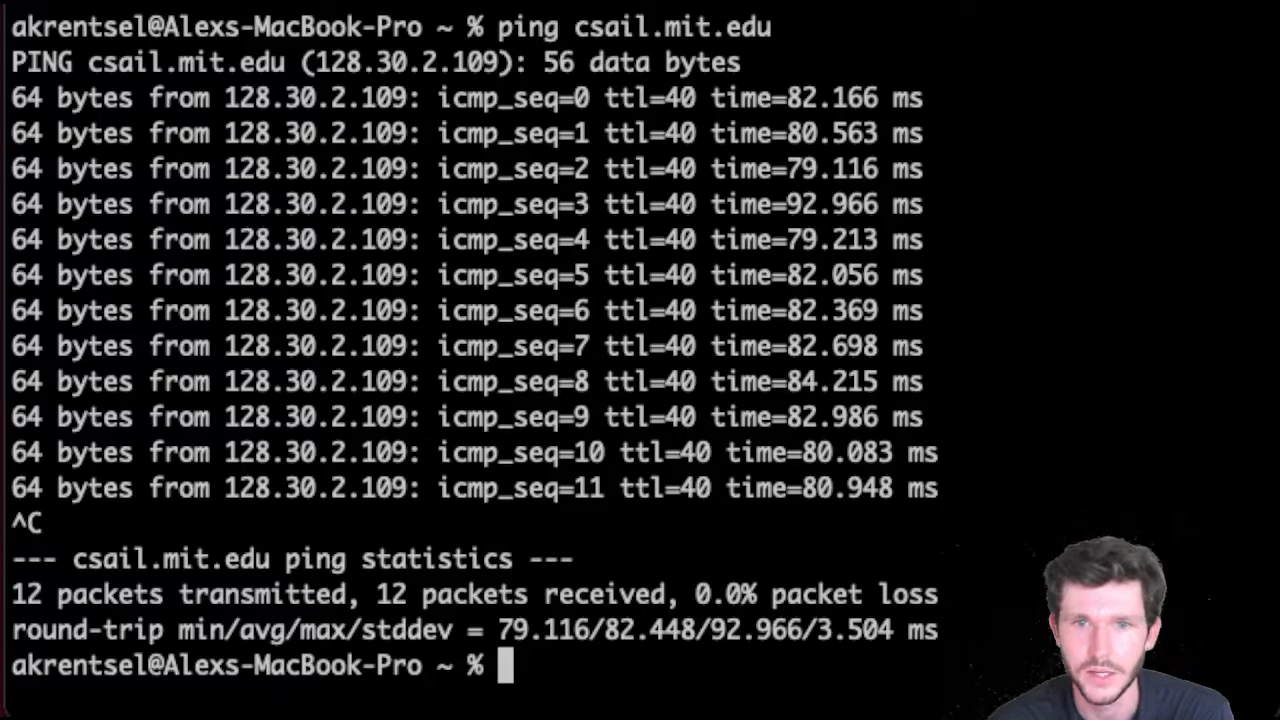 akrentsel@Alexs-MacBook-Pro ~ % ping csail.mit.edu
PING csail.mit.edu (128.30.2.109): 56 data bytes
64 bytes from 128.30.2.109: icmp_seq=0 ttl=40 time=82.166 ms
64 bytes from 128.30.2.109: icmp_seq=1 ttl=40 time=80.563 ms
64 bytes from 128.30.2.109: icmp_seq=2 ttl=40 time=79.116 ms
64 bytes from 128.30.2.109: icmp_seq=3 ttl=40 time=92.966 ms
64 bytes from 128.30.2.109: icmp_seq=4 ttl=40 time=79.213 ms
64 bytes from 128.30.2.109: icmp_seq=5 ttl=40 time=82.056 ms
64 bytes from 128.30.2.109: icmp_seq=6 ttl=40 time=82.369 ms
64 bytes from 128.30.2.109: icmp_seq=7 ttl=40 time=82.698 ms
64 bytes from 128.30.2.109: icmp_seq=8 ttl=40 time=84.215 ms
64 bytes from 128.30.2.109: icmp_seq=9 ttl=40 time=82.986 ms
64 bytes from 128.30.2.109: icmp_seq=10 ttl=40 time=80.083 ms
64 bytes from 128.30.2.109: icmp_seq=11 ttl=40 time=80.948 ms
^C
--- csail.mit.edu ping statistics ---
12 packets transmitted, 12 packets received, 0.0% packet loss
round-trip min/avg/max/stddev = 79.116/82.448/92.966/3.504 ms
akrentsel@Alexs-MacBook-Pro ~ %